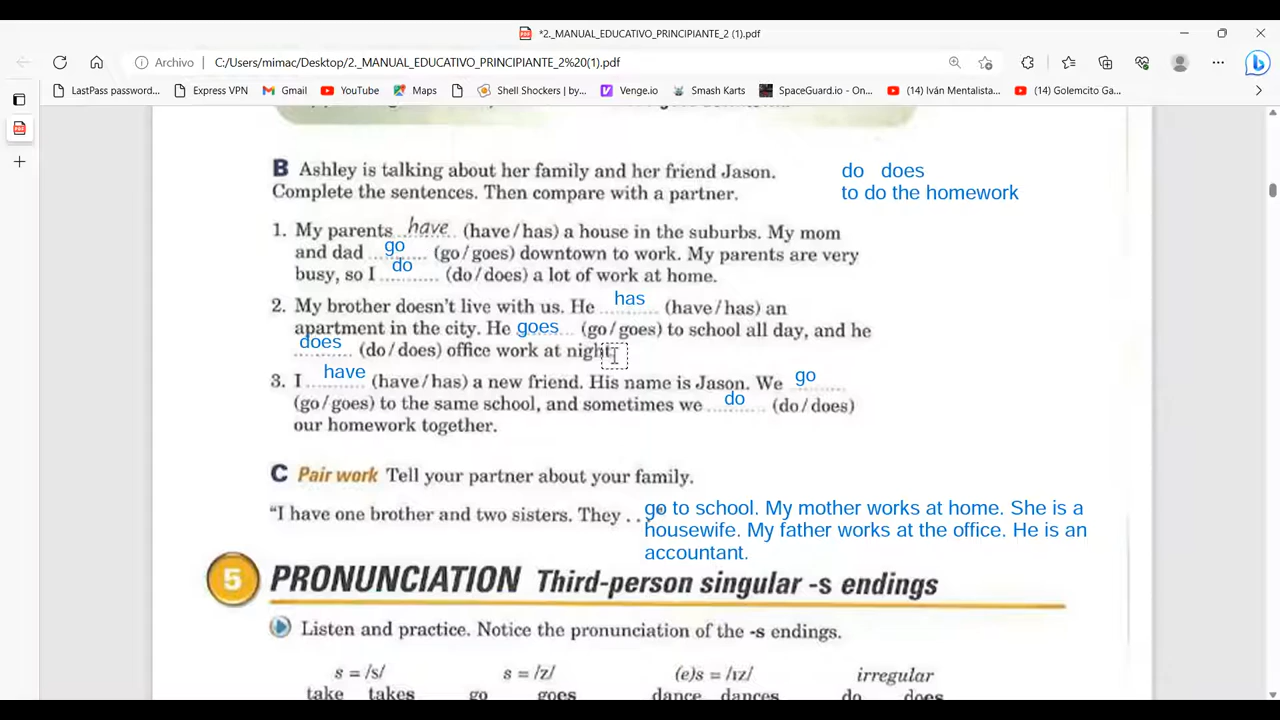 *2._MANUAL_EDUCATIVO_PRINCIPIANTE_2 (1).pdf
Archivo | C:/Users/mimac/Desktop/2._MANUAL_EDUCATIVO_PRINCIPIANTE_2%20(1).pdf
LastPass password... Express VPN Gmail YouTube Maps Shell Shockers | by... Venge.io Smash Karts SpaceGuard.io - On... (14) Iván Mentalista... (14) Golemcito Ga...
B Ashley is talking about her family and her friend Jason. do does
Complete the sentences. Then compare with a partner. to do the homework
1. My parents have (have/has) a house in the suburbs. My mom
and dad go (go/goes) downtown to work. My parents are very
busy, so I do (do/does) a lot of work at home.
2. My brother doesn't live with us. He has (have/has) an
apartment in the city. He goes (go/goes) to school all day, and he
does (do/does) office work at night.
3. I have (have/has) a new friend. His name is Jason. We go
(go/goes) to the same school, and sometimes we do (do/does)
our homework together.
C Pair work Tell your partner about your family.
"I have one brother and two sisters. They . . ." go to school. My mother works at home. She is a
housewife. My father works at the office. He is an
accountant.
5 PRONUNCIATION Third-person singular -s endings
Listen and practice. Notice the pronunciation of the -s endings.
s = /s/ s = /z/ (e)s = /ɪz/ irregular
take takes go goes dance dances do does